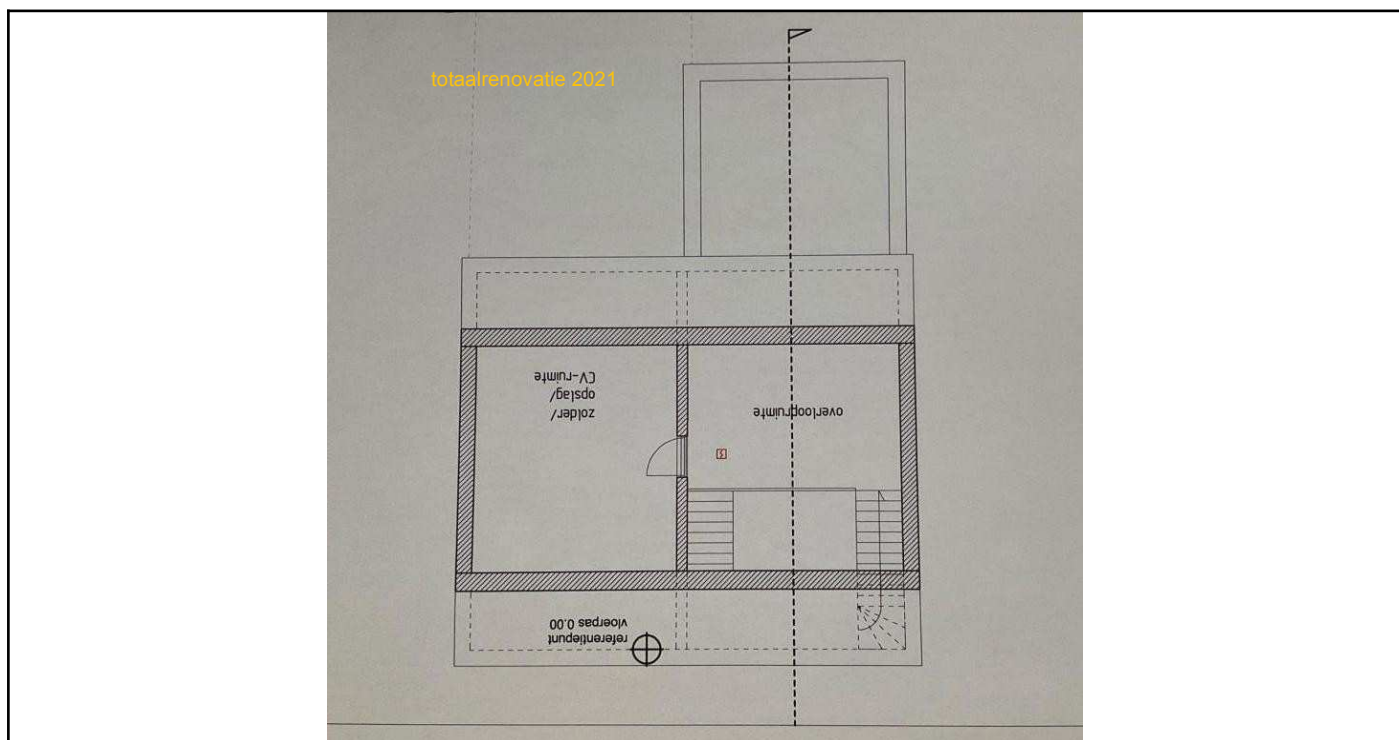 totaalrenovatie 2021
zolder/
opslag/
CV-ruimte
overloopruimte
S
referentiepunt
vloerpas 0.00